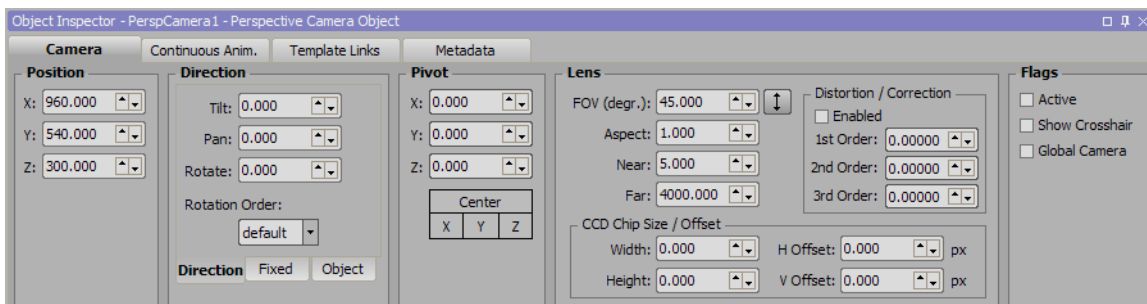 Object Inspector - PerspCamera1 - Perspective Camera Object
Camera
Continuous Anim.
Template Links
Metadata
Position
X: 960.000
Y: 540.000
Z: 300.000
Direction
Tilt: 0.000
Pan: 0.000
Rotate: 0.000
Rotation Order:
default
Direction
Fixed
Object
Pivot
X: 0.000
Y: 0.000
Z: 0.000
Center
X Y Z
Lens
FOV (degr.): 45.000
Aspect: 1.000
Near: 5.000
Far: 4000.000
Distortion / Correction
Enabled
1st Order: 0.00000
2nd Order: 0.00000
3rd Order: 0.00000
CCD Chip Size / Offset
Width: 0.000 H Offset: 0.000 px
Height: 0.000 V Offset: 0.000 px
Flags
Active
Show Crosshair
Global Camera